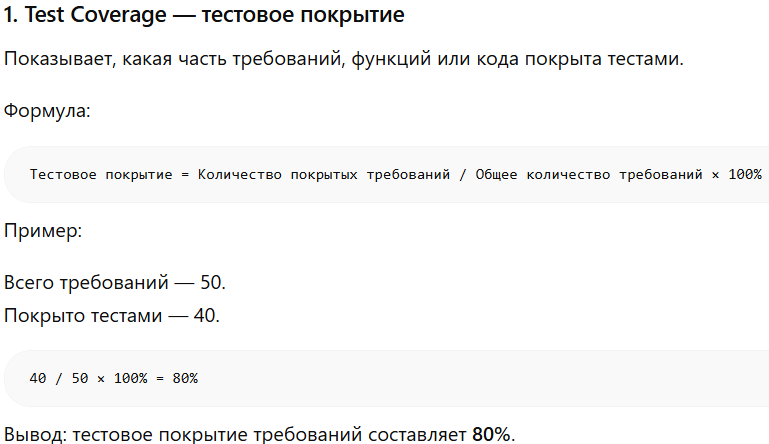 1. Test Coverage — тестовое покрытие
Показывает, какая часть требований, функций или кода покрыта тестами.
Формула:
Тестовое покрытие = Количество покрытых требований / Общее количество требований × 100%
Пример:
Всего требований — 50.
Покрыто тестами — 40.
40 / 50 × 100% = 80%
Вывод: тестовое покрытие требований составляет 80%.